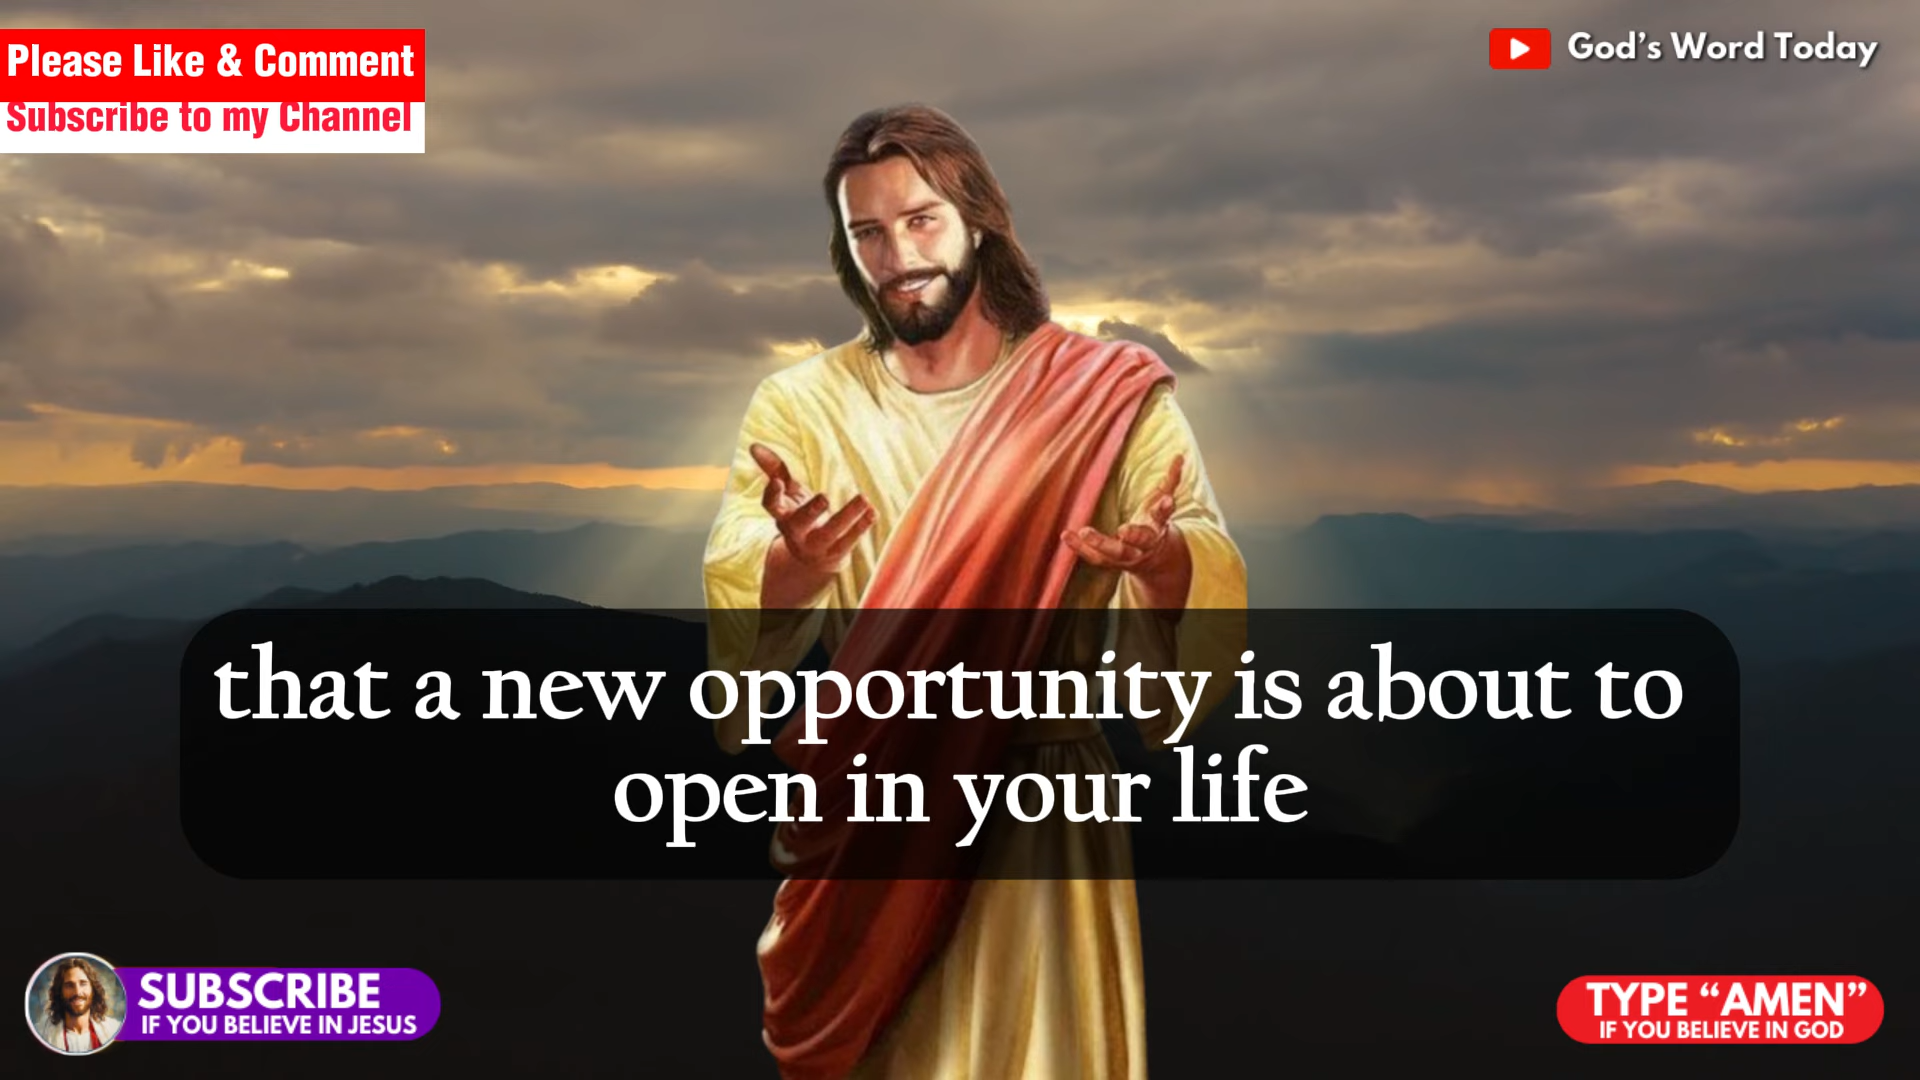 Please Like & Comment
Subscribe to my Channel
God’s Word Today
that a new opportunity is about to
open in your life
SUBSCRIBE
IF YOU BELIEVE IN JESUS
TYPE “AMEN”
IF YOU BELIEVE IN GOD